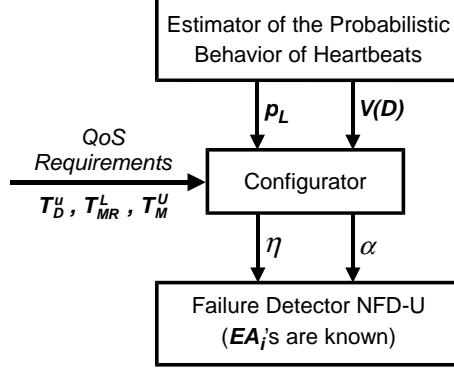 Estimator of the Probabilistic
Behavior of Heartbeats
p_L V(D)
QoS
Requirements
T_D^u , T_MR^L , T_M^U
Configurator
η α
Failure Detector NFD-U
(EA_i's are known)